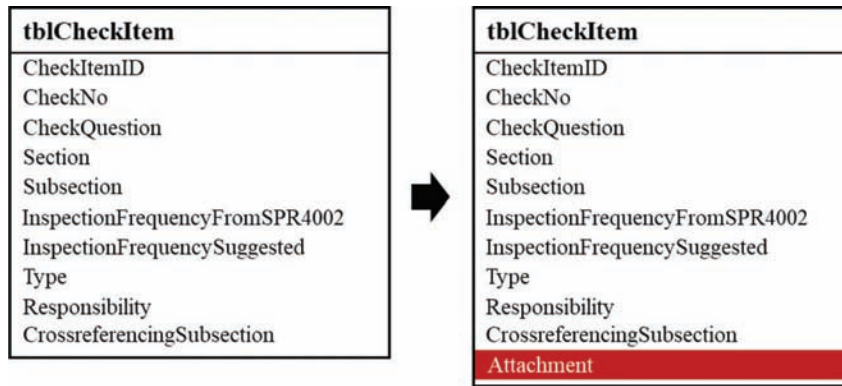 tblCheckItem
CheckItemID
CheckNo
CheckQuestion
Section
Subsection
InspectionFrequencyFromSPR4002
InspectionFrequencySuggested
Type
Responsibility
CrossreferencingSubsection
tblCheckItem
CheckItemID
CheckNo
CheckQuestion
Section
Subsection
InspectionFrequencyFromSPR4002
InspectionFrequencySuggested
Type
Responsibility
CrossreferencingSubsection
Attachment